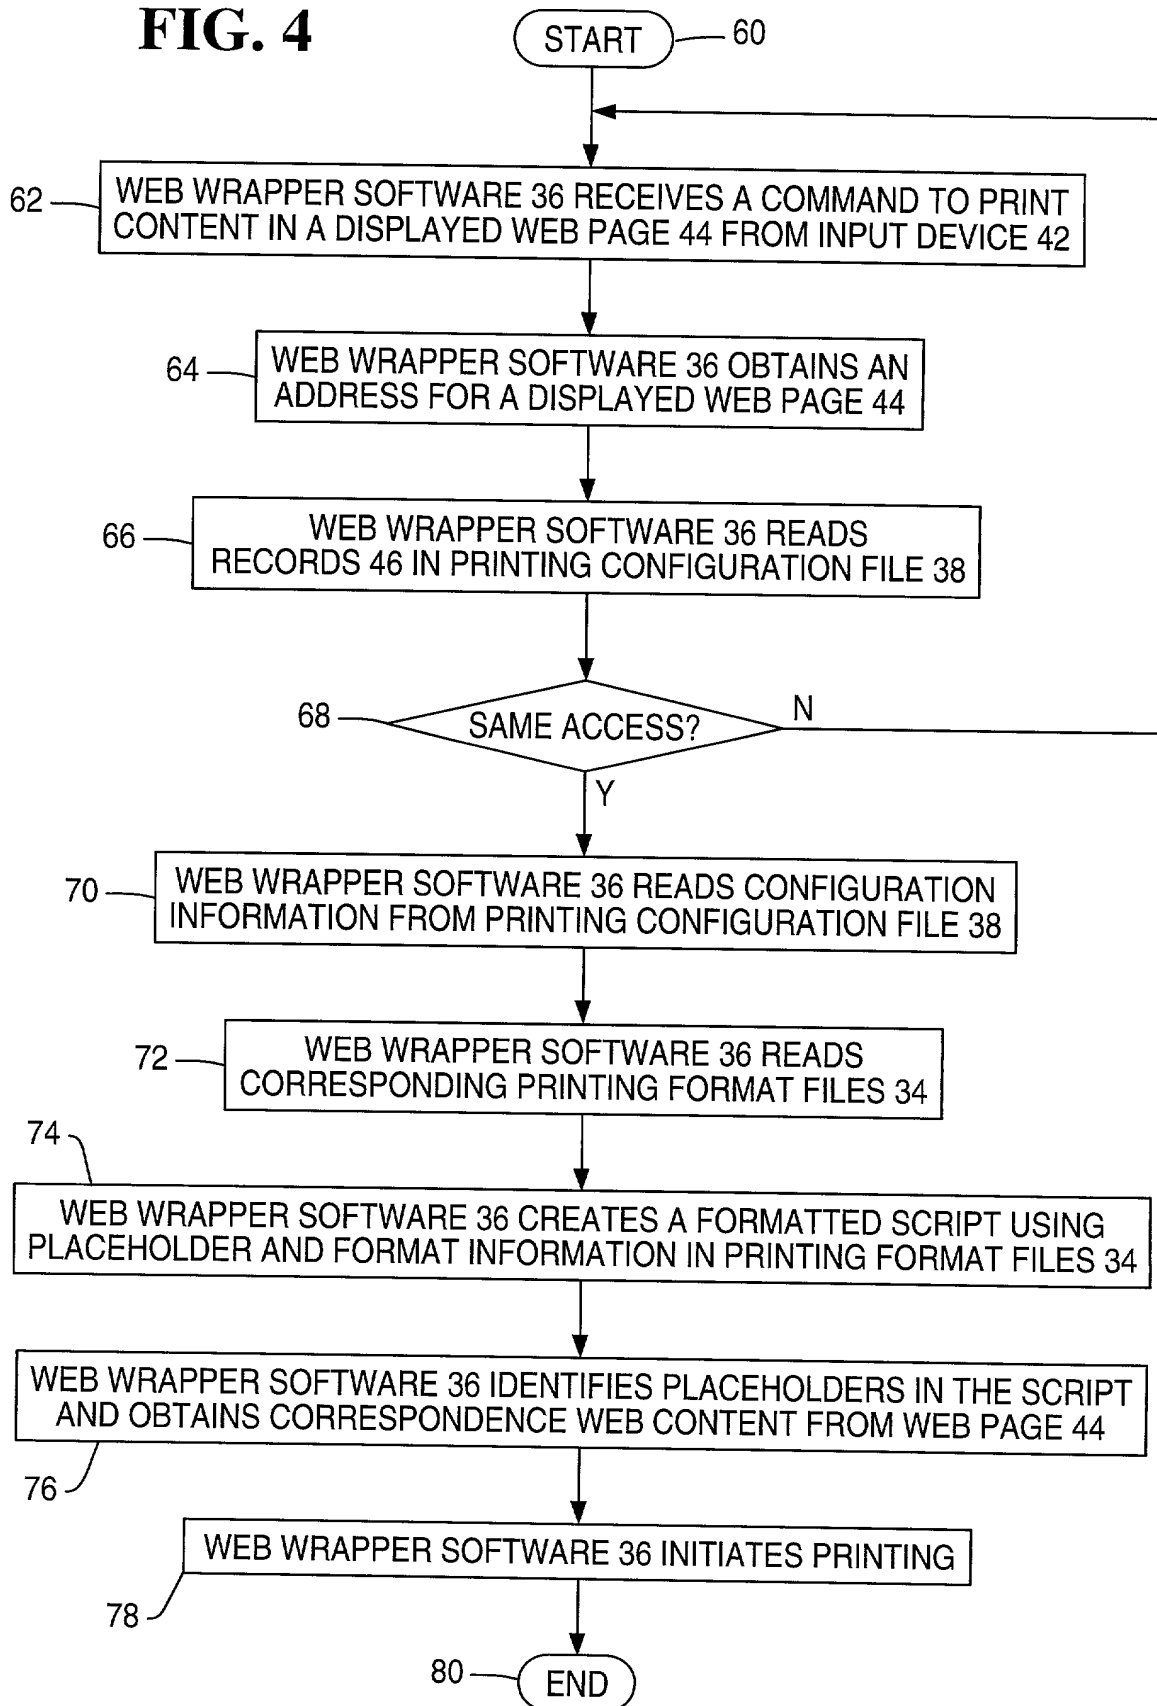 FIG. 4
START
60
62
WEB WRAPPER SOFTWARE 36 RECEIVES A COMMAND TO PRINT
CONTENT IN A DISPLAYED WEB PAGE 44 FROM INPUT DEVICE 42
64
WEB WRAPPER SOFTWARE 36 OBTAINS AN
ADDRESS FOR A DISPLAYED WEB PAGE 44
66
WEB WRAPPER SOFTWARE 36 READS
RECORDS 46 IN PRINTING CONFIGURATION FILE 38
68
SAME ACCESS?
N
Y
70
WEB WRAPPER SOFTWARE 36 READS CONFIGURATION
INFORMATION FROM PRINTING CONFIGURATION FILE 38
72
WEB WRAPPER SOFTWARE 36 READS
CORRESPONDING PRINTING FORMAT FILES 34
74
WEB WRAPPER SOFTWARE 36 CREATES A FORMATTED SCRIPT USING
PLACEHOLDER AND FORMAT INFORMATION IN PRINTING FORMAT FILES 34
WEB WRAPPER SOFTWARE 36 IDENTIFIES PLACEHOLDERS IN THE SCRIPT
AND OBTAINS CORRESPONDENCE WEB CONTENT FROM WEB PAGE 44
76
WEB WRAPPER SOFTWARE 36 INITIATES PRINTING
78
80
END